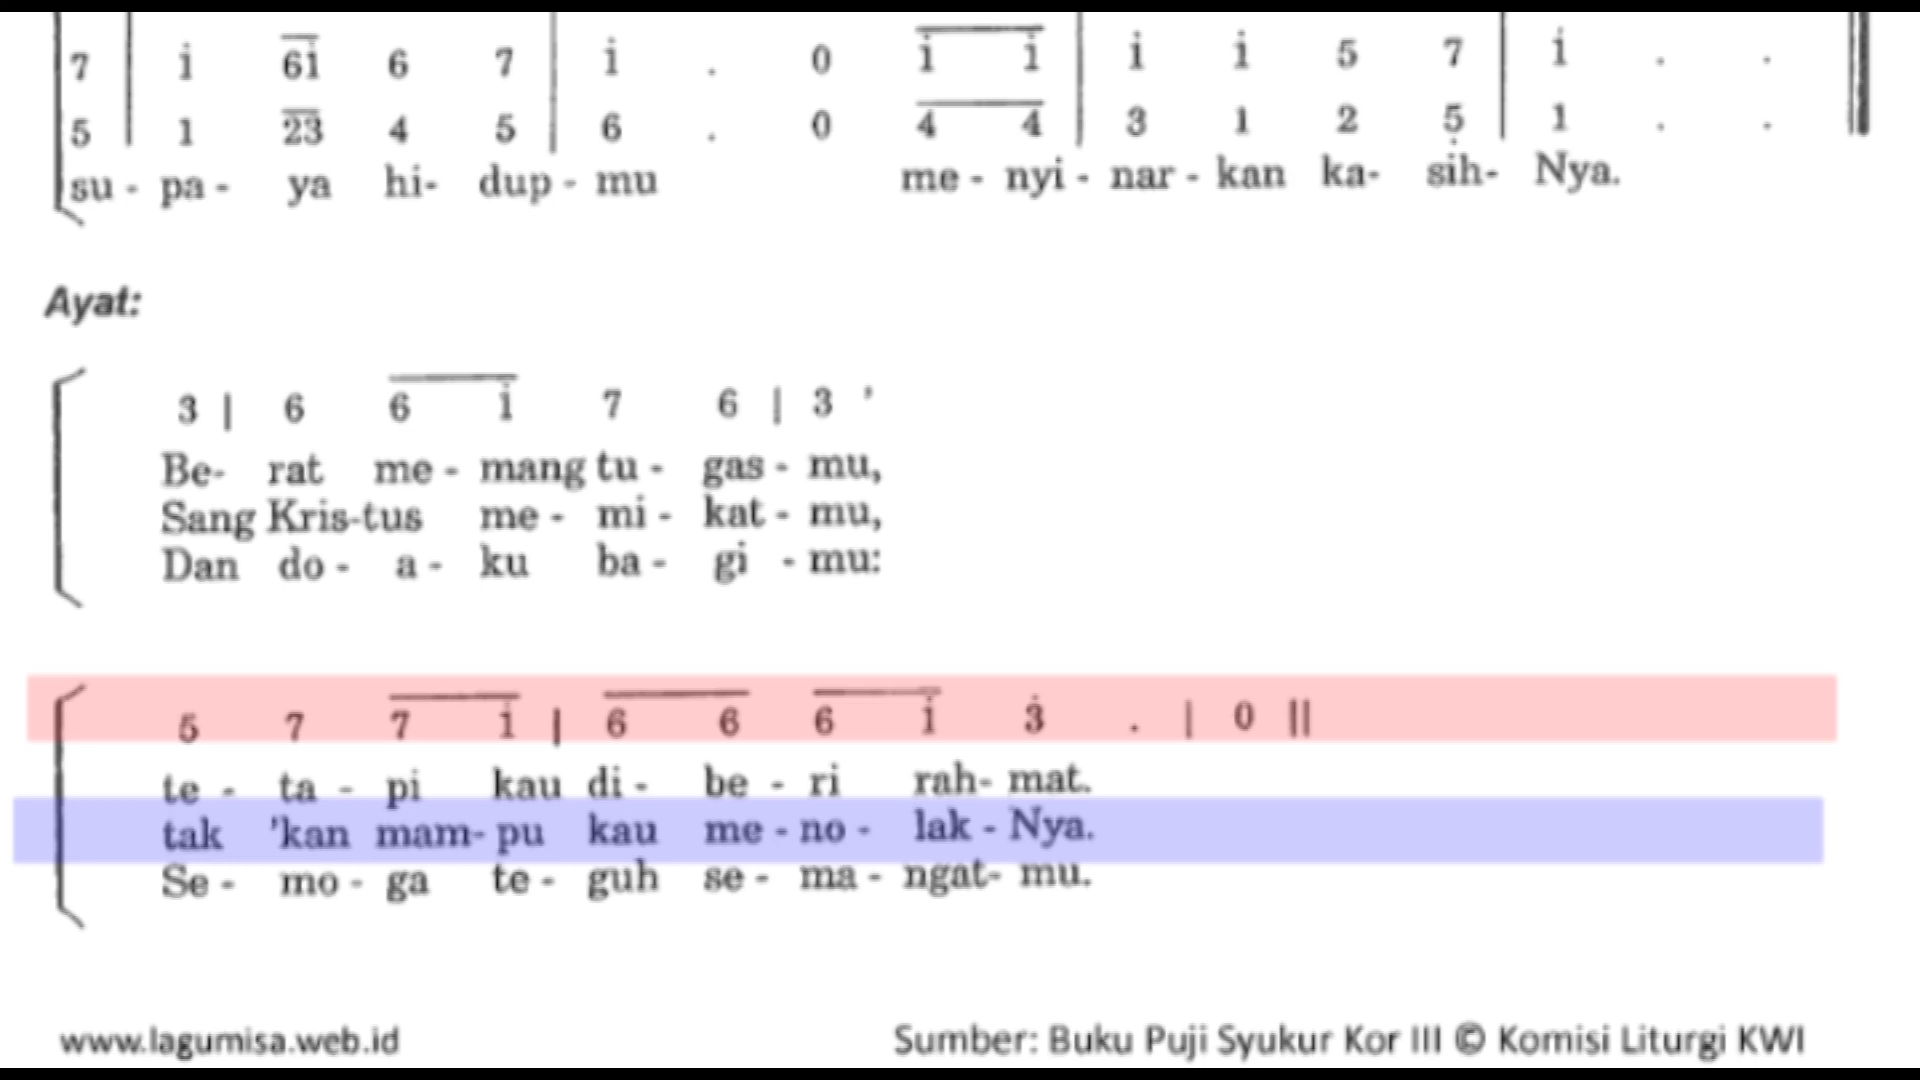 7 | i̇ 6i̇ 6 7 | i̇ . 0 i̇ i̇ | i̇ i̇ 5 7 | i̇ . . ||
5 | 1 23 4 5 | 6 . 0 4 4 | 3 1 2 5̣ | 1 . . ||
su - pa - ya hi- dup - mu me - nyi - nar - kan ka- sih- Nya.
Ayat:
3 | 6 6 i̇ 7 6 | 3 ’
Be- rat me - mang tu - gas - mu,
Sang Kris-tus me - mi - kat - mu,
Dan do - a - ku ba - gi - mu:
5 7 7 i̇ | 6 6 6 i̇ 3̇ . | 0 ||
te - ta - pi kau di - be - ri rah- mat.
tak ’kan mam- pu kau me - no - lak - Nya.
Se - mo - ga te - guh se - ma - ngat- mu.
www.lagumisa.web.id
Sumber: Buku Puji Syukur Kor III © Komisi Liturgi KWI